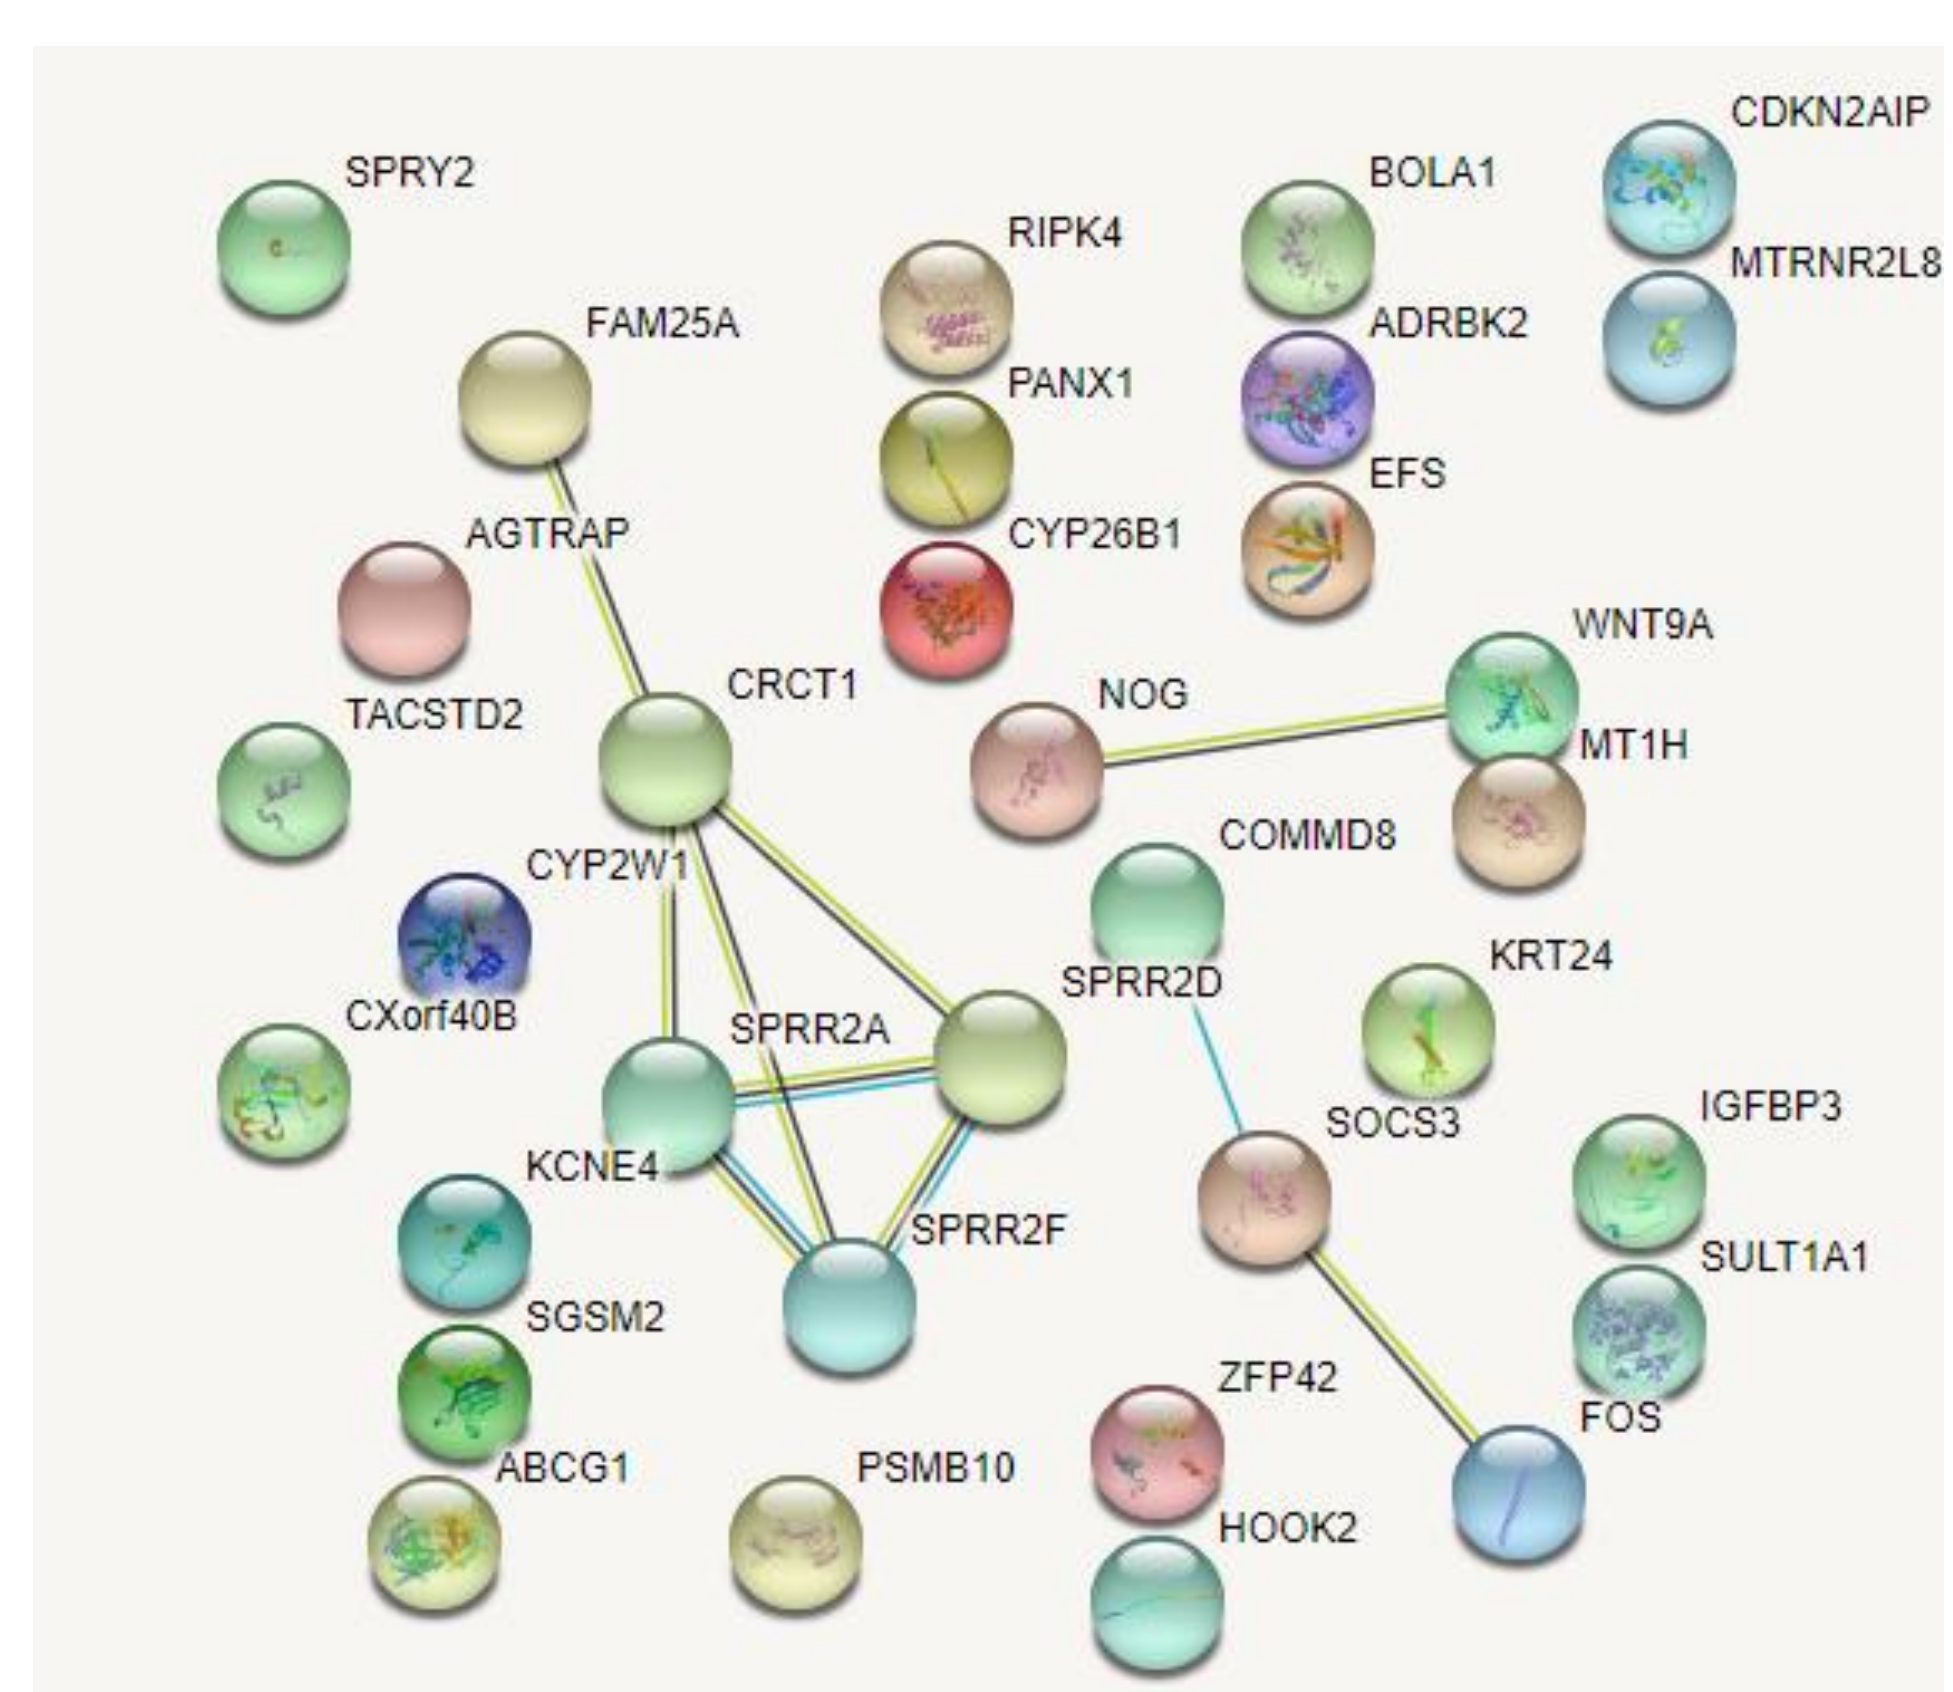 CDKN2AIP
SPRY2
BOLA1
RIPK4
MTRNR2L8
FAM25A
ADRBK2
PANX1
EFS
AGTRAP
CYP26B1
WNT9A
CRCT1
NOG
TACSTD2
MT1H
COMMD8
CYP2W1
KRT24
SPRR2D
CXorf40B
SPRR2A
IGFBP3
SOCS3
KCNE4
SPRR2F
SULT1A1
SGSM2
ZFP42
FOS
ABCG1
PSMB10
HOOK2